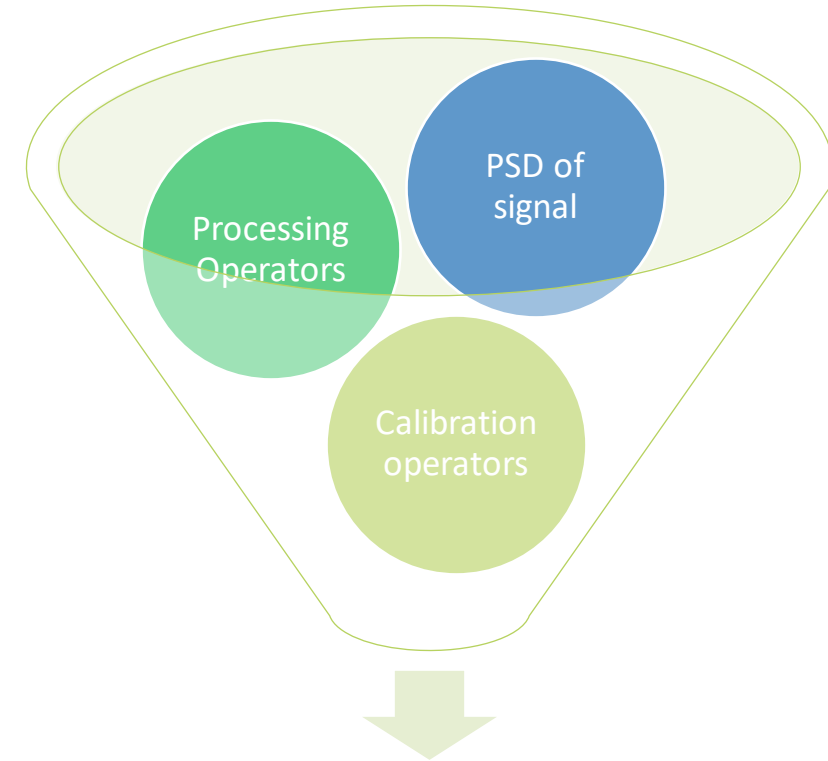 PSD of
signal
Processing
Operators
Calibration
operators